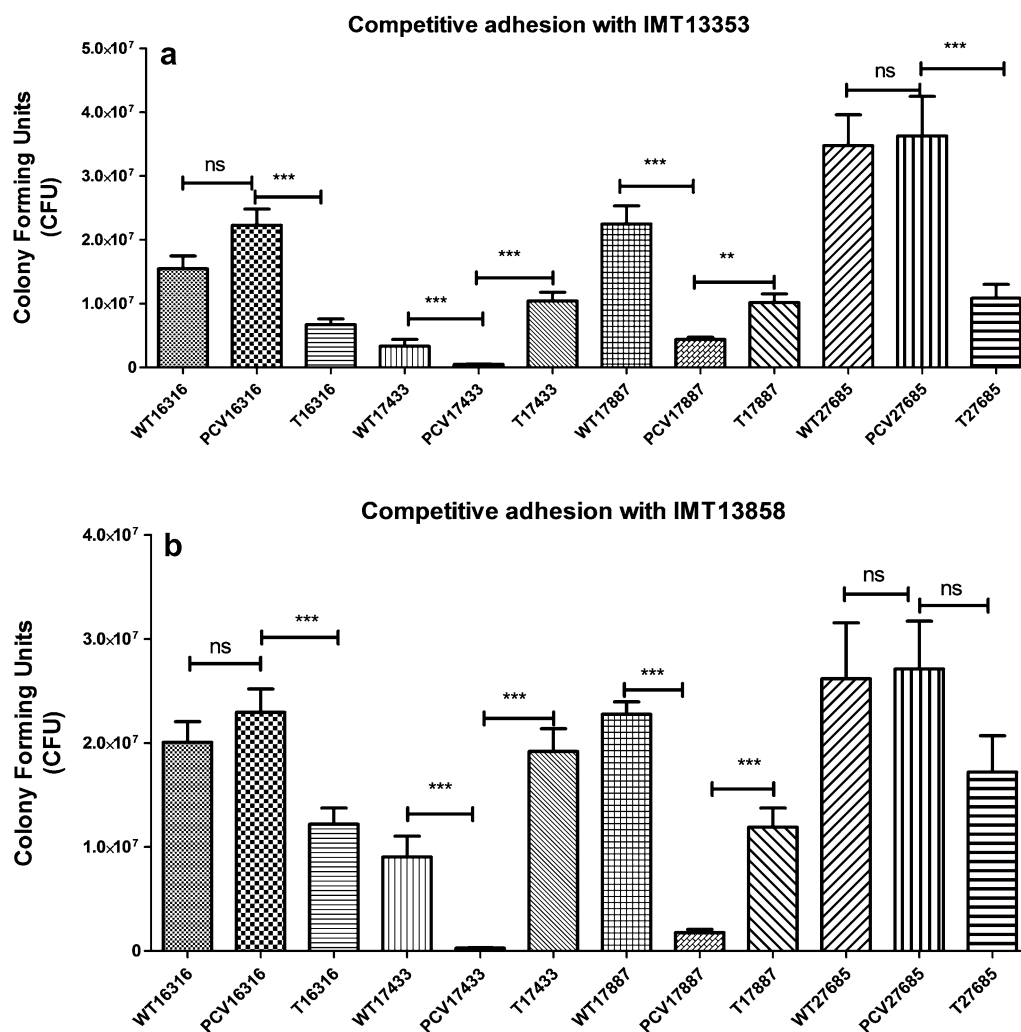 Competitive adhesion with IMT13353
a
Colony Forming Units
(CFU)
5.0×10⁷
4.0×10⁷
3.0×10⁷
2.0×10⁷
1.0×10⁷
0
ns
***
***
***
***
**
ns
***
WT16316
PCV16316
T16316
WT17433
PCV17433
T17433
WT17887
PCV17887
T17887
WT27685
PCV27685
T27685
Competitive adhesion with IMT13858
b
Colony Forming Units
(CFU)
4.0×10⁷
3.0×10⁷
2.0×10⁷
1.0×10⁷
0
ns
***
***
***
***
***
ns
ns
WT16316
PCV16316
T16316
WT17433
PCV17433
T17433
WT17887
PCV17887
T17887
WT27685
PCV27685
T27685